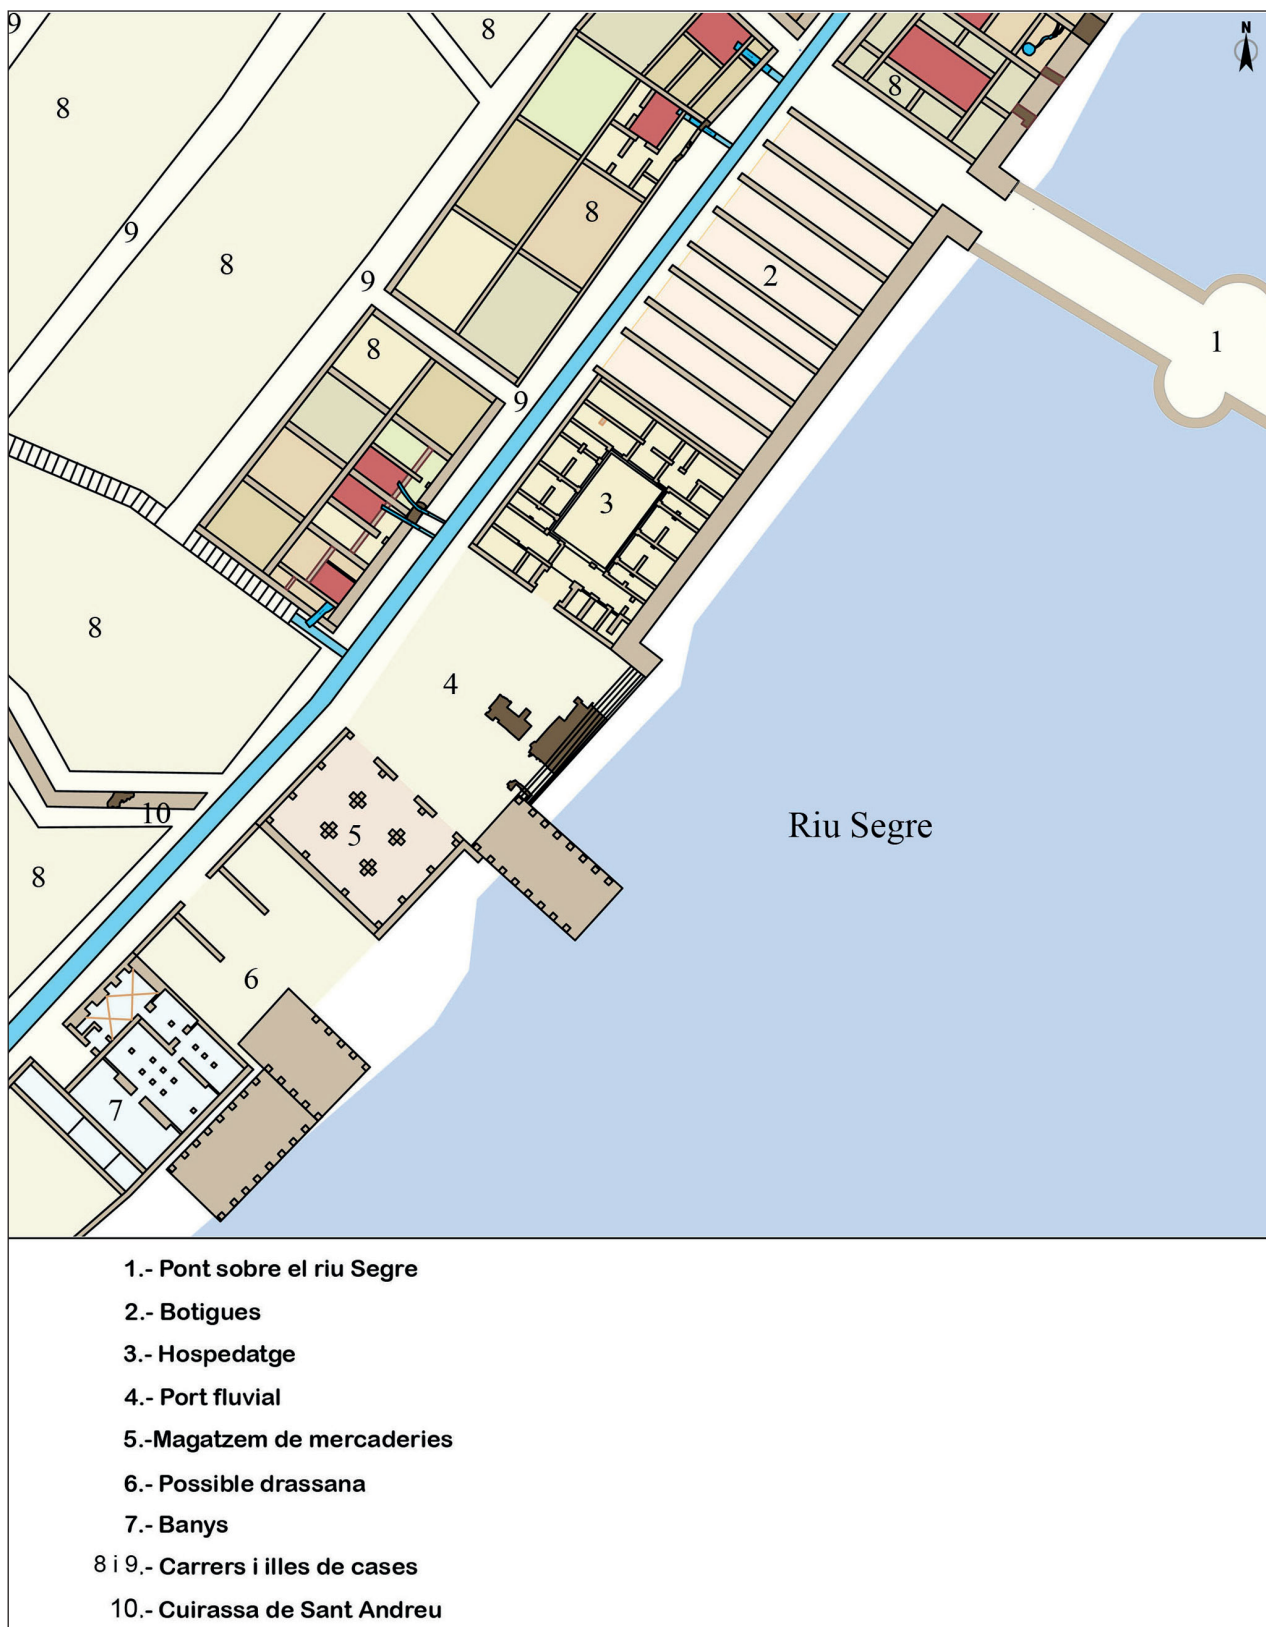 9
8
N
8
8
8
9
8
8
2
9
1
8
9
3
8
4
Riu Segre
10
5
8
6
7
1.- Pont sobre el riu Segre
2.- Botigues
3.- Hospedatge
4.- Port fluvial
5.-Magatzem de mercaderies
6.- Possible drassana
7.- Banys
8 i 9.- Carrers i illes de cases
10.- Cuirassa de Sant Andreu